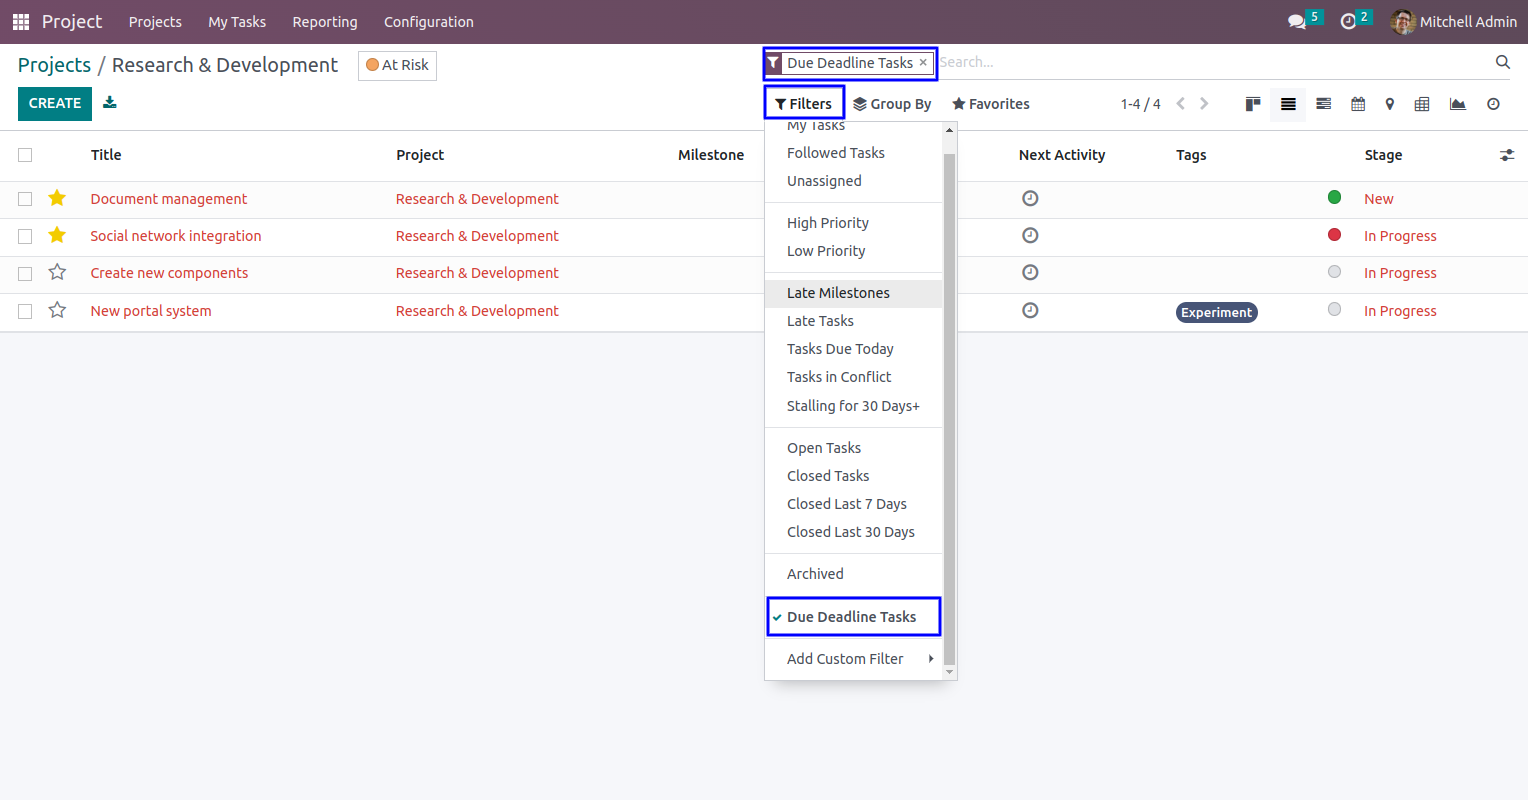 Project Projects My Tasks Reporting Configuration 5 2 Mitchell Admin
Projects / Research & Development At Risk Due Deadline Tasks × Search...
CREATE Filters Group By Favorites 1-4 / 4
My Tasks
Followed Tasks
Unassigned
High Priority
Low Priority
Late Milestones
Late Tasks
Tasks Due Today
Tasks in Conflict
Stalling for 30 Days+
Open Tasks
Closed Tasks
Closed Last 7 Days
Closed Last 30 Days
Archived
Due Deadline Tasks
Add Custom Filter
Title Project Milestone Next Activity Tags Stage
Document management Research & Development New
Social network integration Research & Development In Progress
Create new components Research & Development In Progress
New portal system Research & Development Experiment In Progress